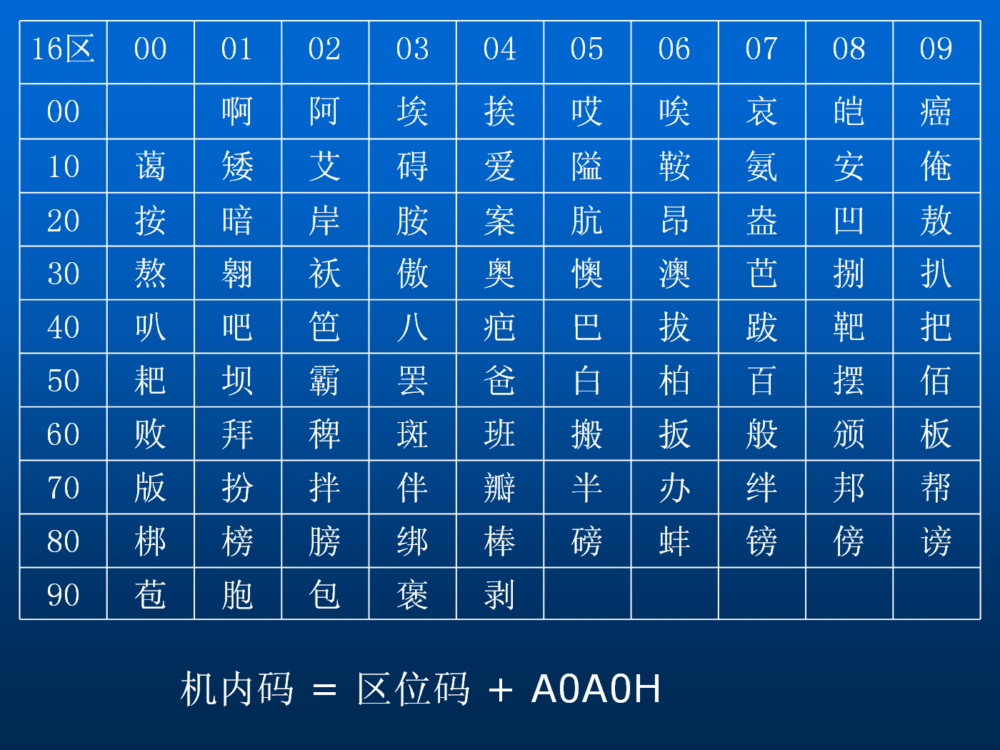 16区 00 01 02 03 04 05 06 07 08 09
00 啊 阿 埃 挨 哎 唉 哀 皑 癌
10 蔼 矮 艾 碍 爱 隘 鞍 氨 安 俺
20 按 暗 岸 胺 案 肮 昂 盎 凹 敖
30 熬 翱 袄 傲 奥 懊 澳 芭 捌 扒
40 叭 吧 笆 八 疤 巴 拔 跋 靶 把
50 耙 坝 霸 罢 爸 白 柏 百 摆 佰
60 败 拜 稗 斑 班 搬 扳 般 颁 板
70 版 扮 拌 伴 瓣 半 办 绊 邦 帮
80 梆 榜 膀 绑 棒 磅 蚌 镑 傍 谤
90 苞 胞 包 褒 剥
机内码 = 区位码 + A0A0H